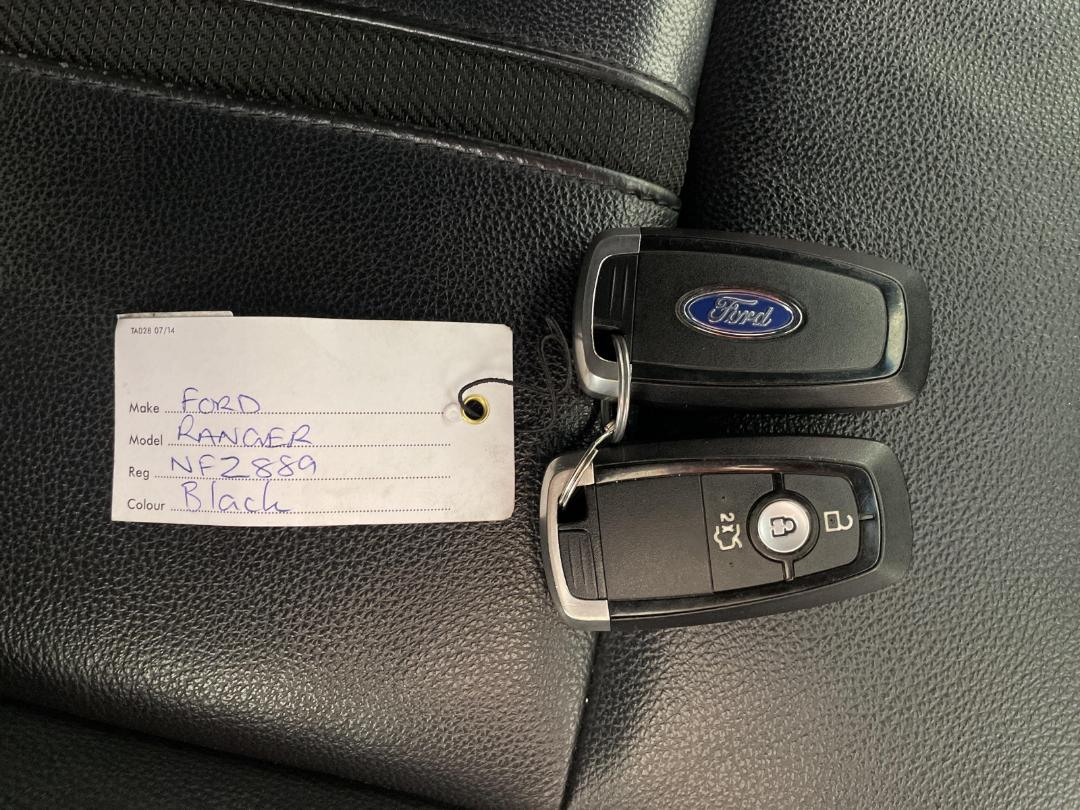 TA028 07/14
Make FORD
Model RANGER
Reg NFZ889
Colour Black
Ford
2x